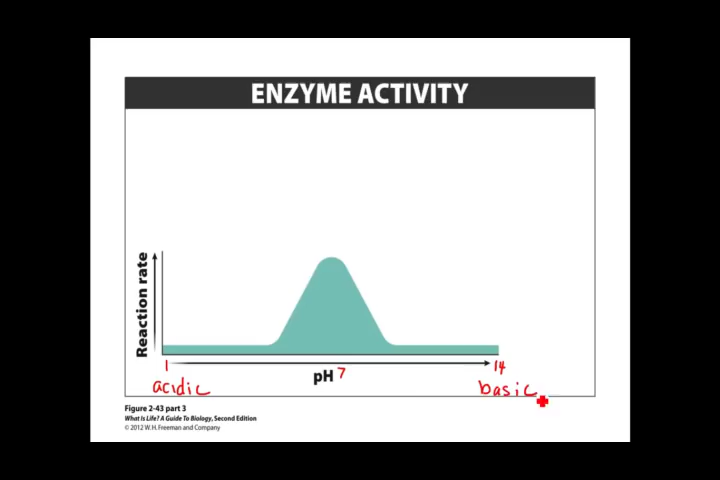 ENZYME ACTIVITY
Reaction rate
1
14
pH 7
acidic
basic
Figure 2-43 part 3
What Is Life? A Guide To Biology, Second Edition
© 2012 W. H. Freeman and Company